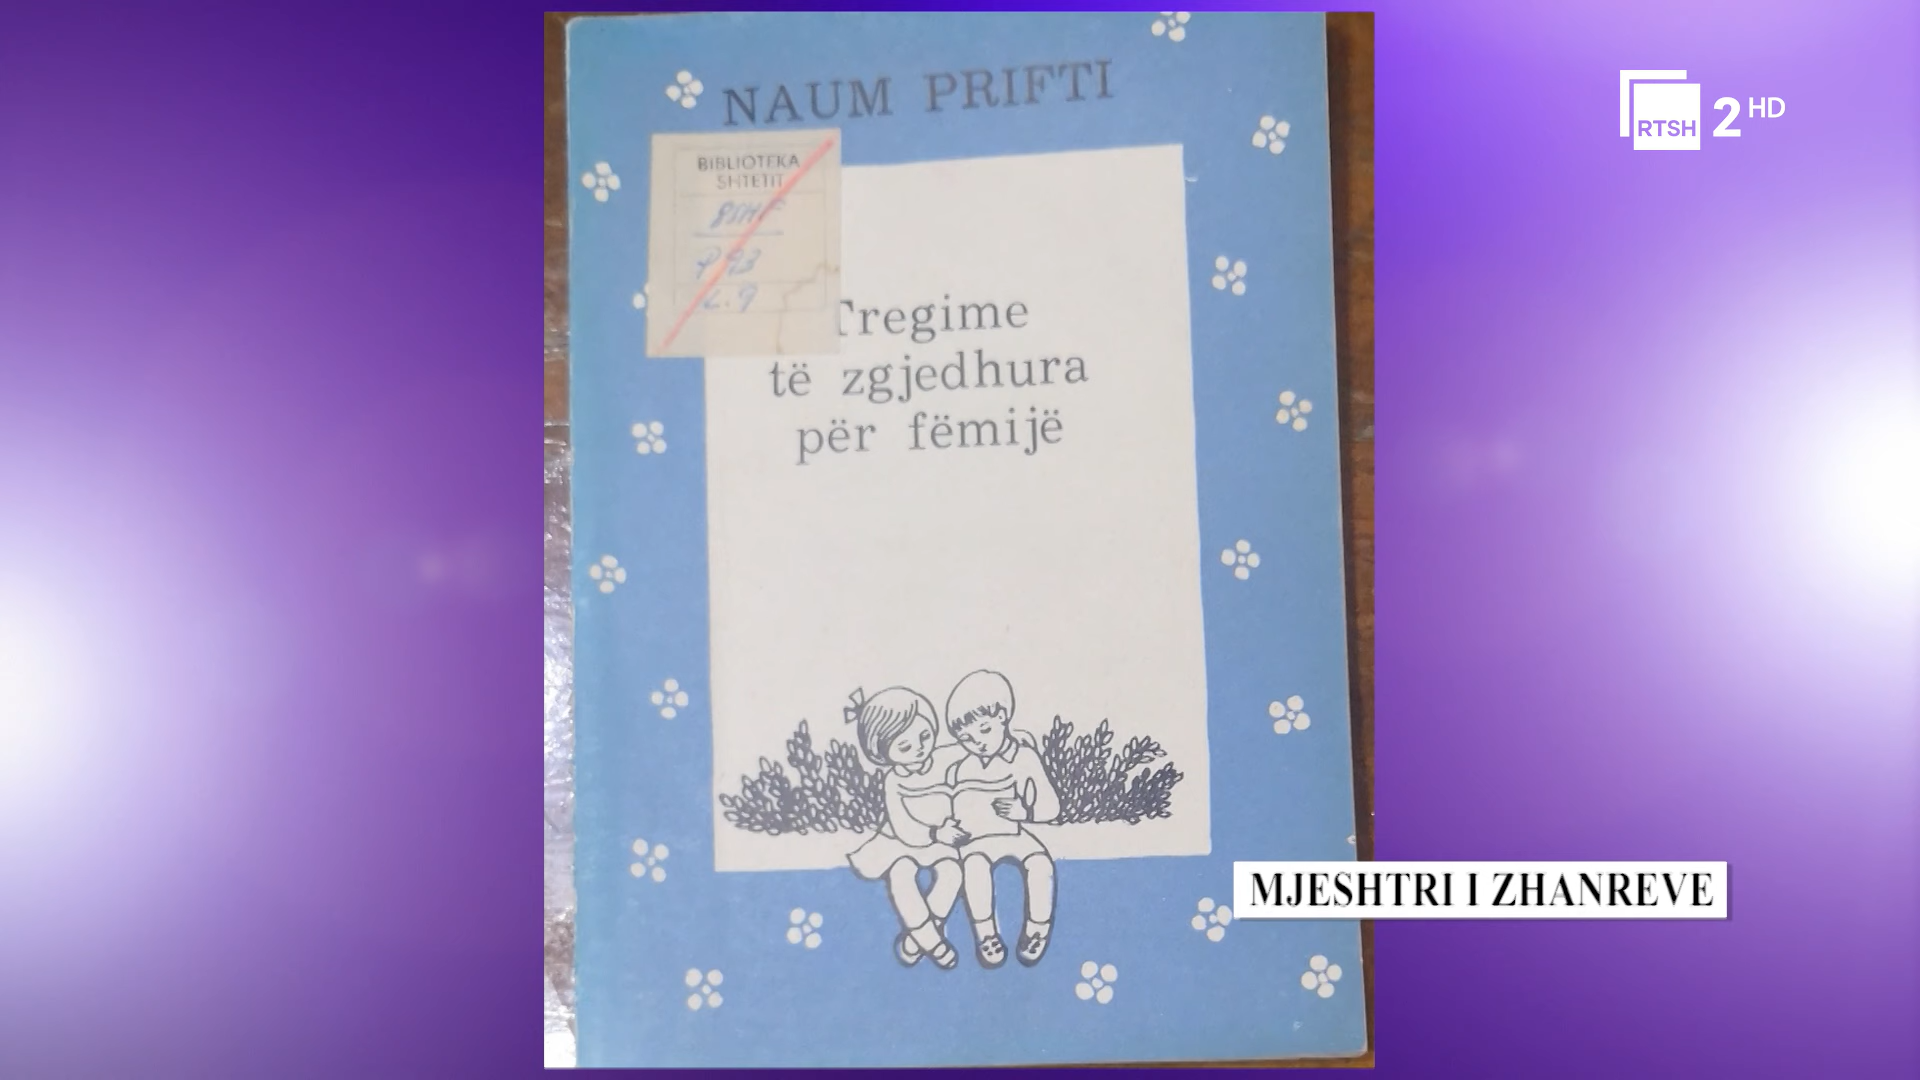 NAUM PRIFTI
BIBLIOTEKA
SHTETIT
Tregime
të zgjedhura
për fëmijë
RTSH 2 HD
MJESHTRI I ZHANREVE